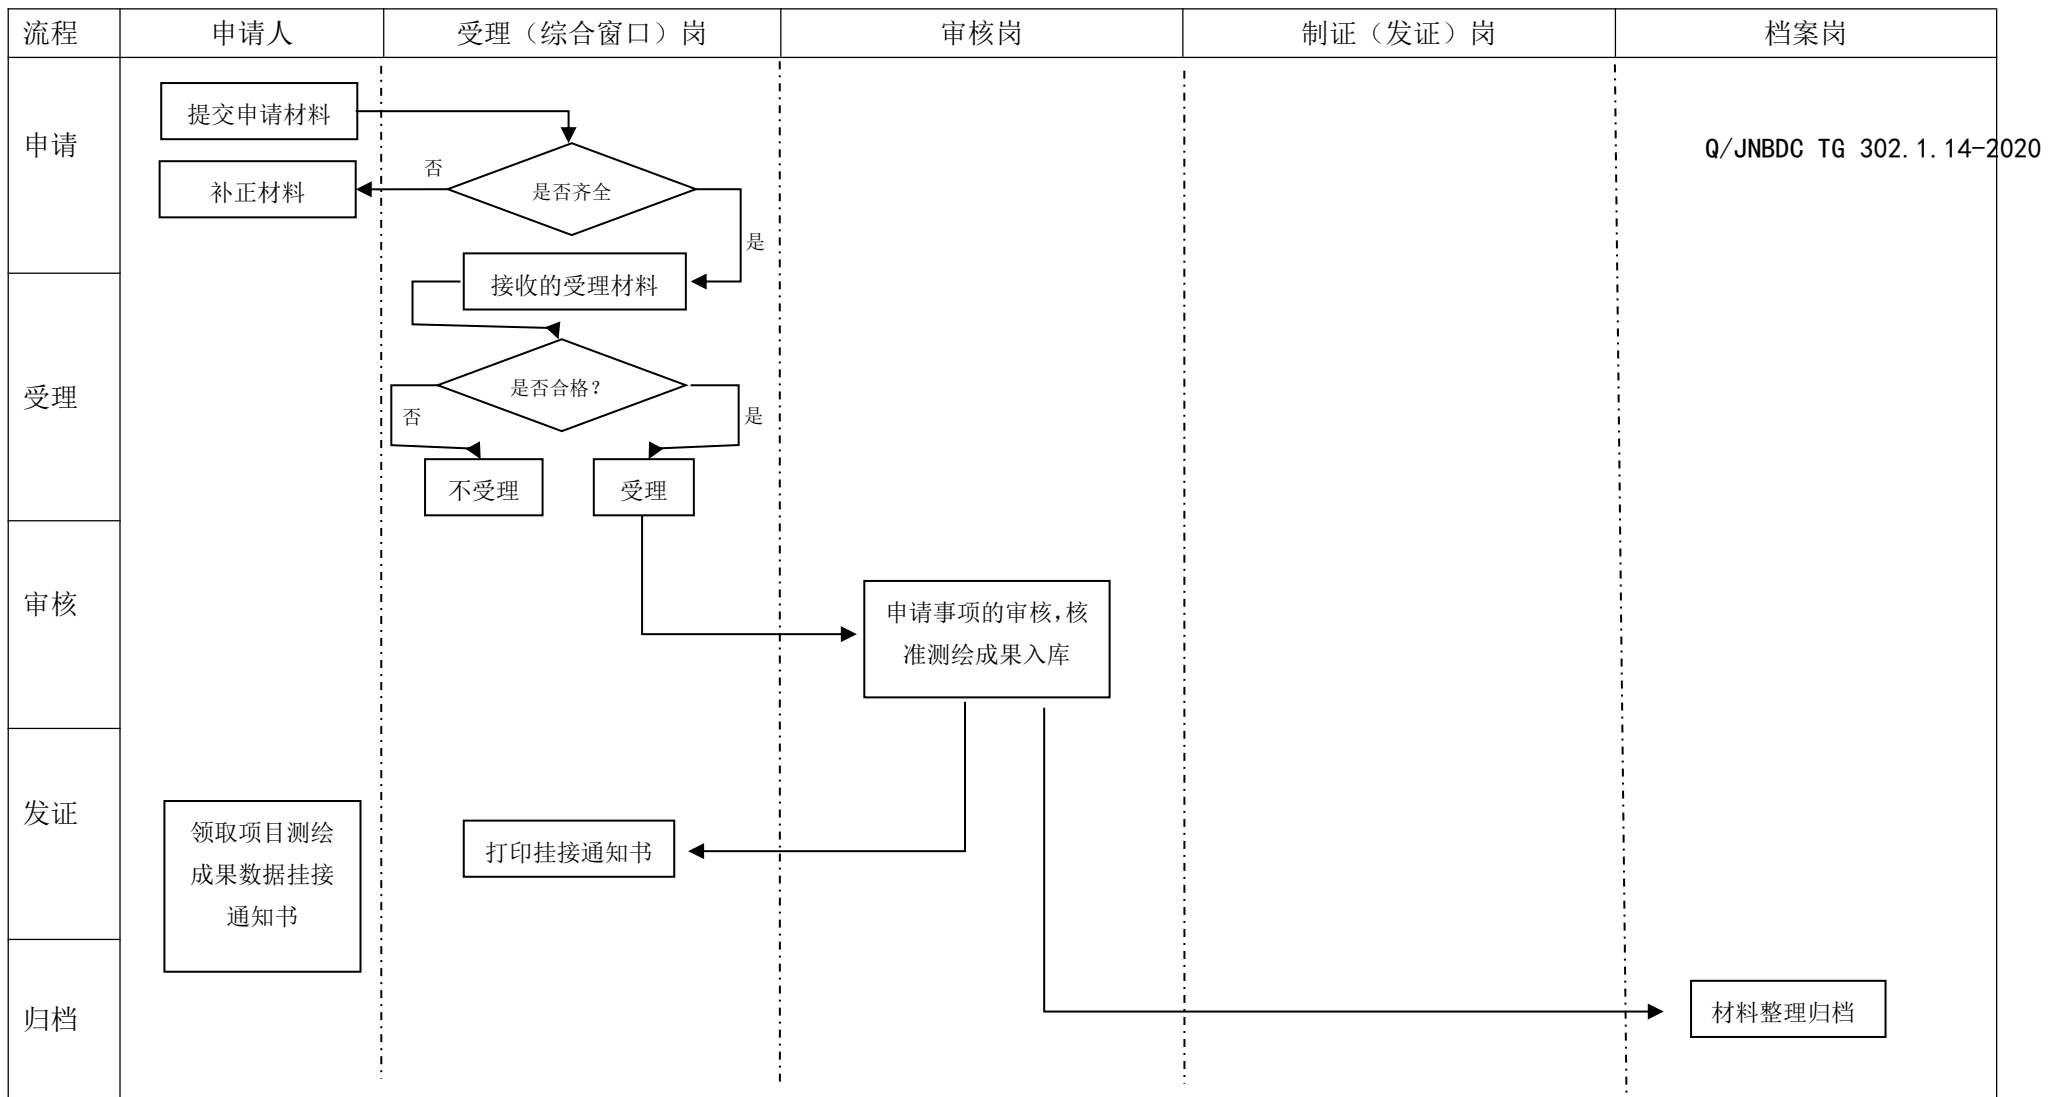 流程 申请人 受理（综合窗口）岗 审核岗 制证（发证）岗 档案岗
申请
提交申请材料
Q/JNBDC TG 302.1.14-2020
否
补正材料
是否齐全
是
接收的受理材料
受理
是否合格?
否
是
不受理
受理
审核
申请事项的审核,核
准测绘成果入库
发证
领取项目测绘
成果数据挂接
通知书
打印挂接通知书
归档
材料整理归档